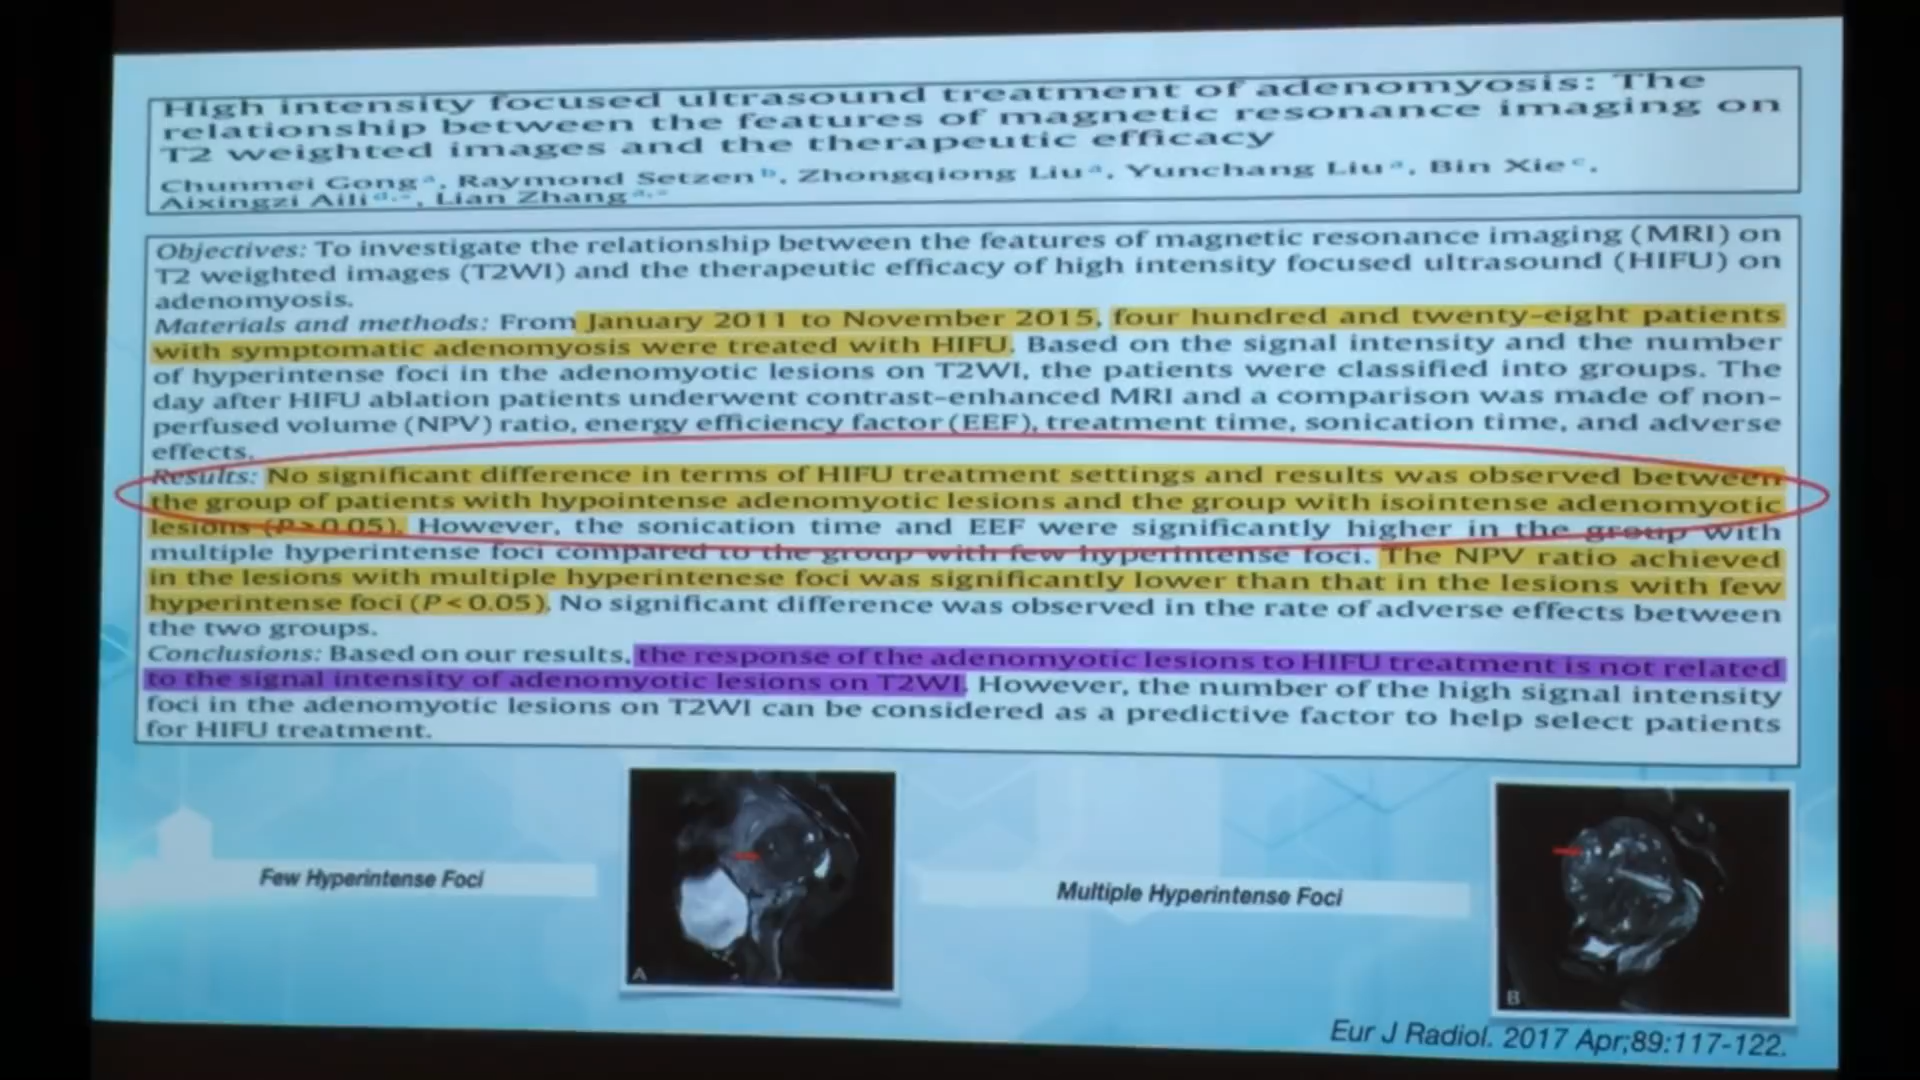 High intensity focused ultrasound treatment of adenomyosis: The
relationship between the features of magnetic resonance imaging on
T2 weighted images and the therapeutic efficacy
Chunmei Gong a, Raymond Setzen b, Zhongqiong Liu a, Yunchang Liu a, Bin Xie c,
Aixingzi Aili d,*, Lian Zhang a,*
Objectives: To investigate the relationship between the features of magnetic resonance imaging (MRI) on
T2 weighted images (T2WI) and the therapeutic efficacy of high intensity focused ultrasound (HIFU) on
adenomyosis.
Materials and methods: From January 2011 to November 2015, four hundred and twenty-eight patients
with symptomatic adenomyosis were treated with HIFU. Based on the signal intensity and the number
of hyperintense foci in the adenomyotic lesions on T2WI, the patients were classified into groups. The
day after HIFU ablation patients underwent contrast-enhanced MRI and a comparison was made of non-
perfused volume (NPV) ratio, energy efficiency factor (EEF), treatment time, sonication time, and adverse
effects.
Results: No significant difference in terms of HIFU treatment settings and results was observed between
the group of patients with hypointense adenomyotic lesions and the group with isointense adenomyotic
lesions (P > 0.05). However, the sonication time and EEF were significantly higher in the group with
multiple hyperintense foci compared to the group with few hyperintense foci. The NPV ratio achieved
in the lesions with multiple hyperintenese foci was significantly lower than that in the lesions with few
hyperintense foci (P < 0.05). No significant difference was observed in the rate of adverse effects between
the two groups.
Conclusions: Based on our results, the response of the adenomyotic lesions to HIFU treatment is not related
to the signal intensity of adenomyotic lesions on T2WI. However, the number of the high signal intensity
foci in the adenomyotic lesions on T2WI can be considered as a predictive factor to help select patients
for HIFU treatment.
Few Hyperintense Foci
A
Multiple Hyperintense Foci
B
Eur J Radiol. 2017 Apr;89:117-122.